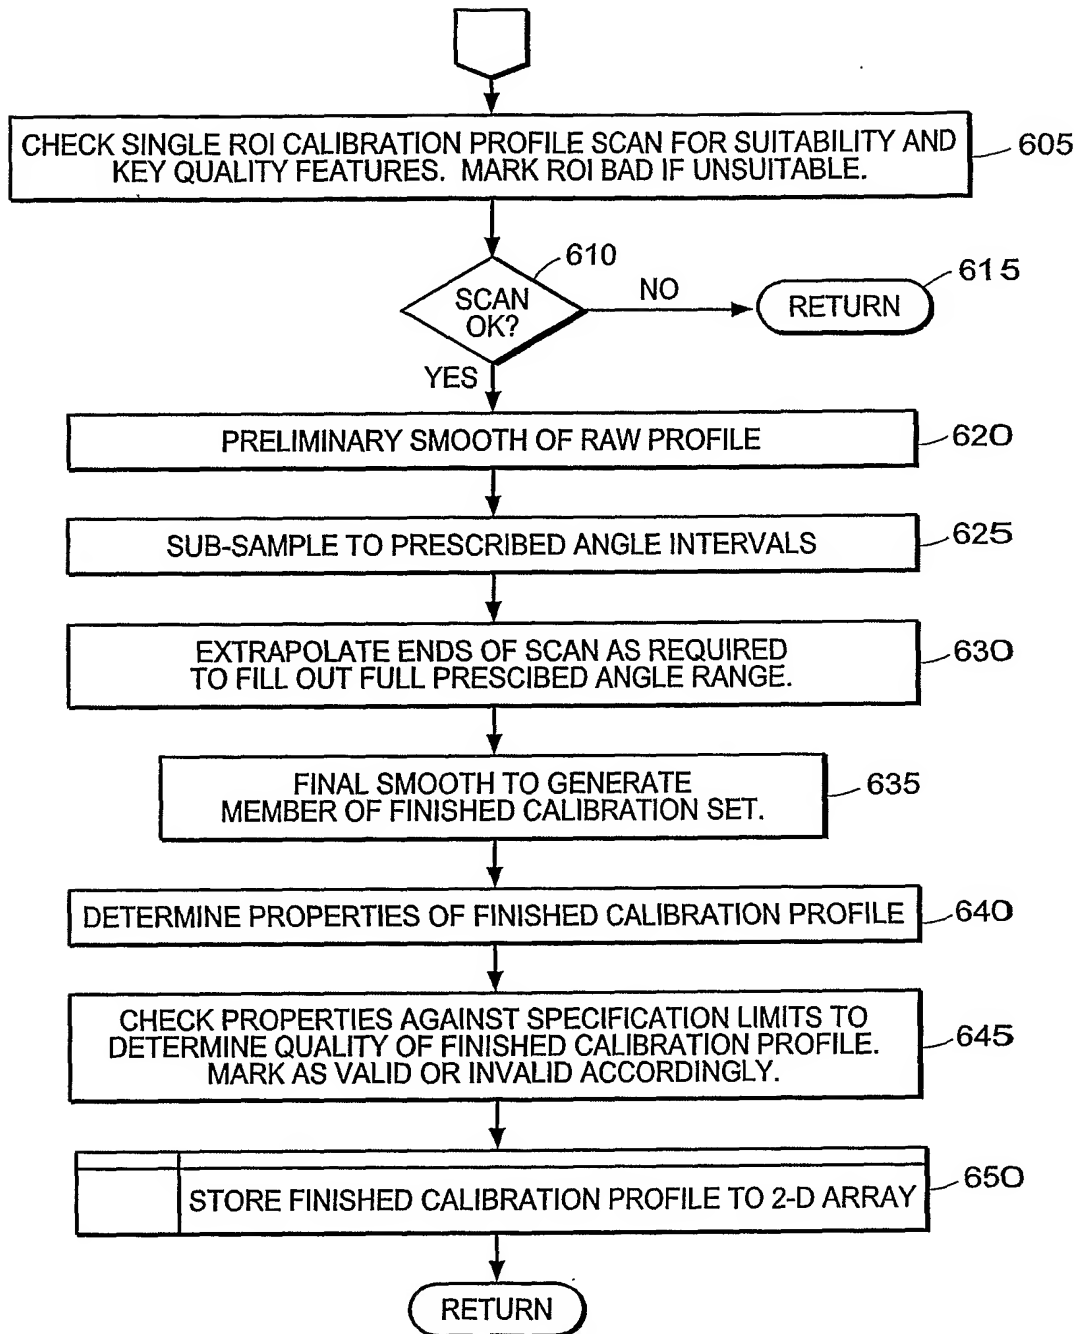 CHECK SINGLE ROI CALIBRATION PROFILE SCAN FOR SUITABILITY AND
KEY QUALITY FEATURES. MARK ROI BAD IF UNSUITABLE.
605
610
SCAN
OK?
NO
RETURN
615
YES
PRELIMINARY SMOOTH OF RAW PROFILE
620
SUB-SAMPLE TO PRESCRIBED ANGLE INTERVALS
625
EXTRAPOLATE ENDS OF SCAN AS REQUIRED
TO FILL OUT FULL PRESCIBED ANGLE RANGE.
630
FINAL SMOOTH TO GENERATE
MEMBER OF FINISHED CALIBRATION SET.
635
DETERMINE PROPERTIES OF FINISHED CALIBRATION PROFILE
640
CHECK PROPERTIES AGAINST SPECIFICATION LIMITS TO
DETERMINE QUALITY OF FINISHED CALIBRATION PROFILE.
MARK AS VALID OR INVALID ACCORDINGLY.
645
STORE FINISHED CALIBRATION PROFILE TO 2-D ARRAY
650
RETURN